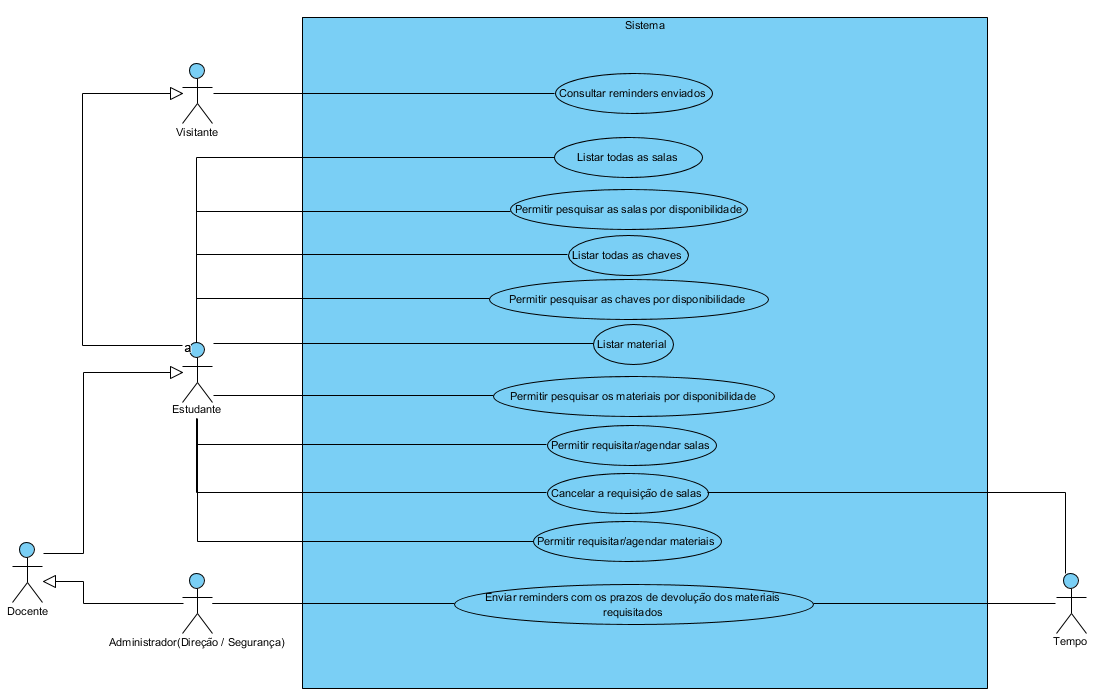 Sistema
Consultar reminders enviados
Visitante
Listar todas as salas
Permitir pesquisar as salas por disponibilidade
Listar todas as chaves
Permitir pesquisar as chaves por disponibilidade
Listar material
a
Permitir pesquisar os materiais por disponibilidade
Estudante
Permitir requisitar/agendar salas
Cancelar a requisição de salas
Permitir requisitar/agendar materiais
Enviar reminders com os prazos de devolução dos materiais
requisitados
Docente
Administrador(Direção / Segurança)
Tempo